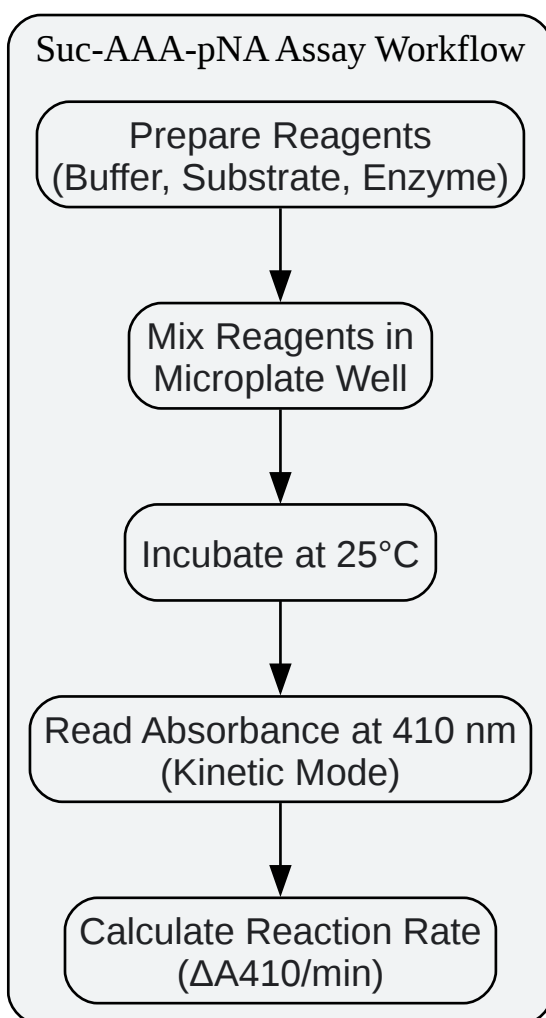 Suc-AAA-pNA Assay Workflow
Prepare Reagents
(Buffer, Substrate, Enzyme)
Mix Reagents in
Microplate Well
Incubate at 25°C
Read Absorbance at 410 nm
(Kinetic Mode)
Calculate Reaction Rate
(ΔA410/min)